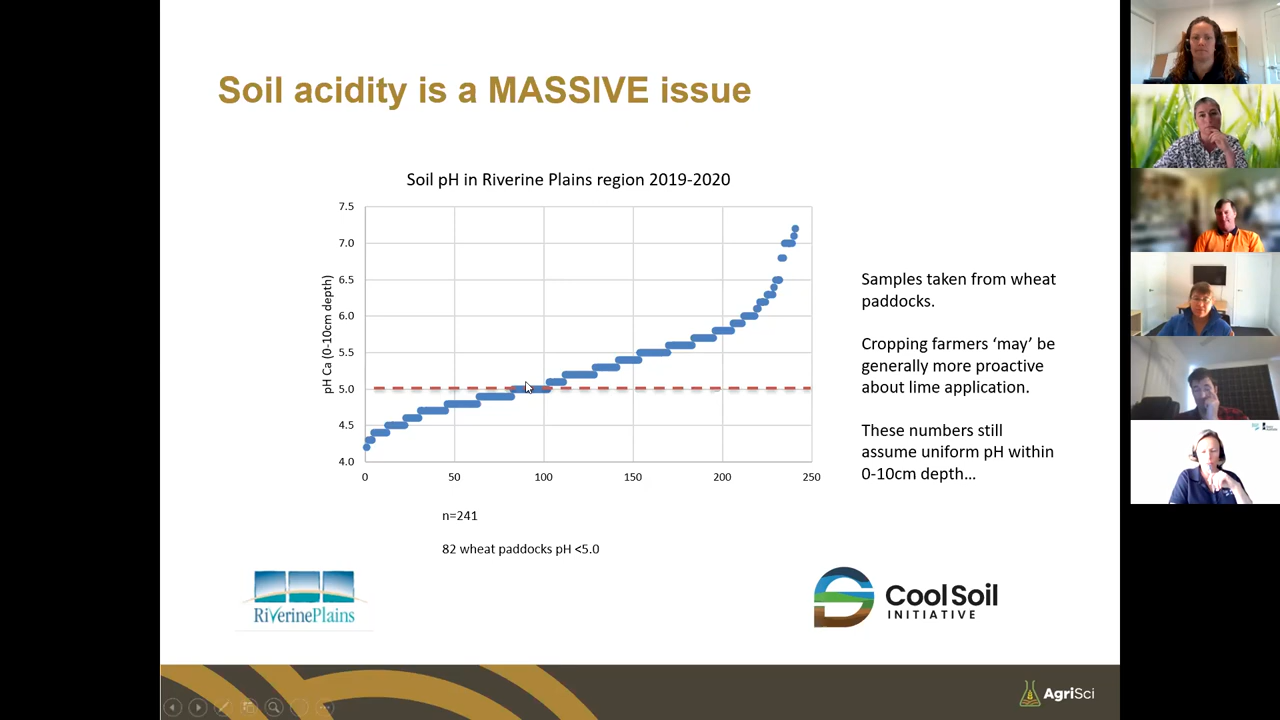 Soil acidity is a MASSIVE issue
Soil pH in Riverine Plains region 2019-2020
pH Ca (0-10cm depth)
7.5
7.0
6.5
6.0
5.5
5.0
4.5
4.0
0
50
100
150
200
250
Samples taken from wheat
paddocks.
Cropping farmers ‘may’ be
generally more proactive
about lime application.
These numbers still
assume uniform pH within
0-10cm depth...
n=241
82 wheat paddocks pH <5.0
RiverinePlains
Cool Soil
INITIATIVE
AgriSci